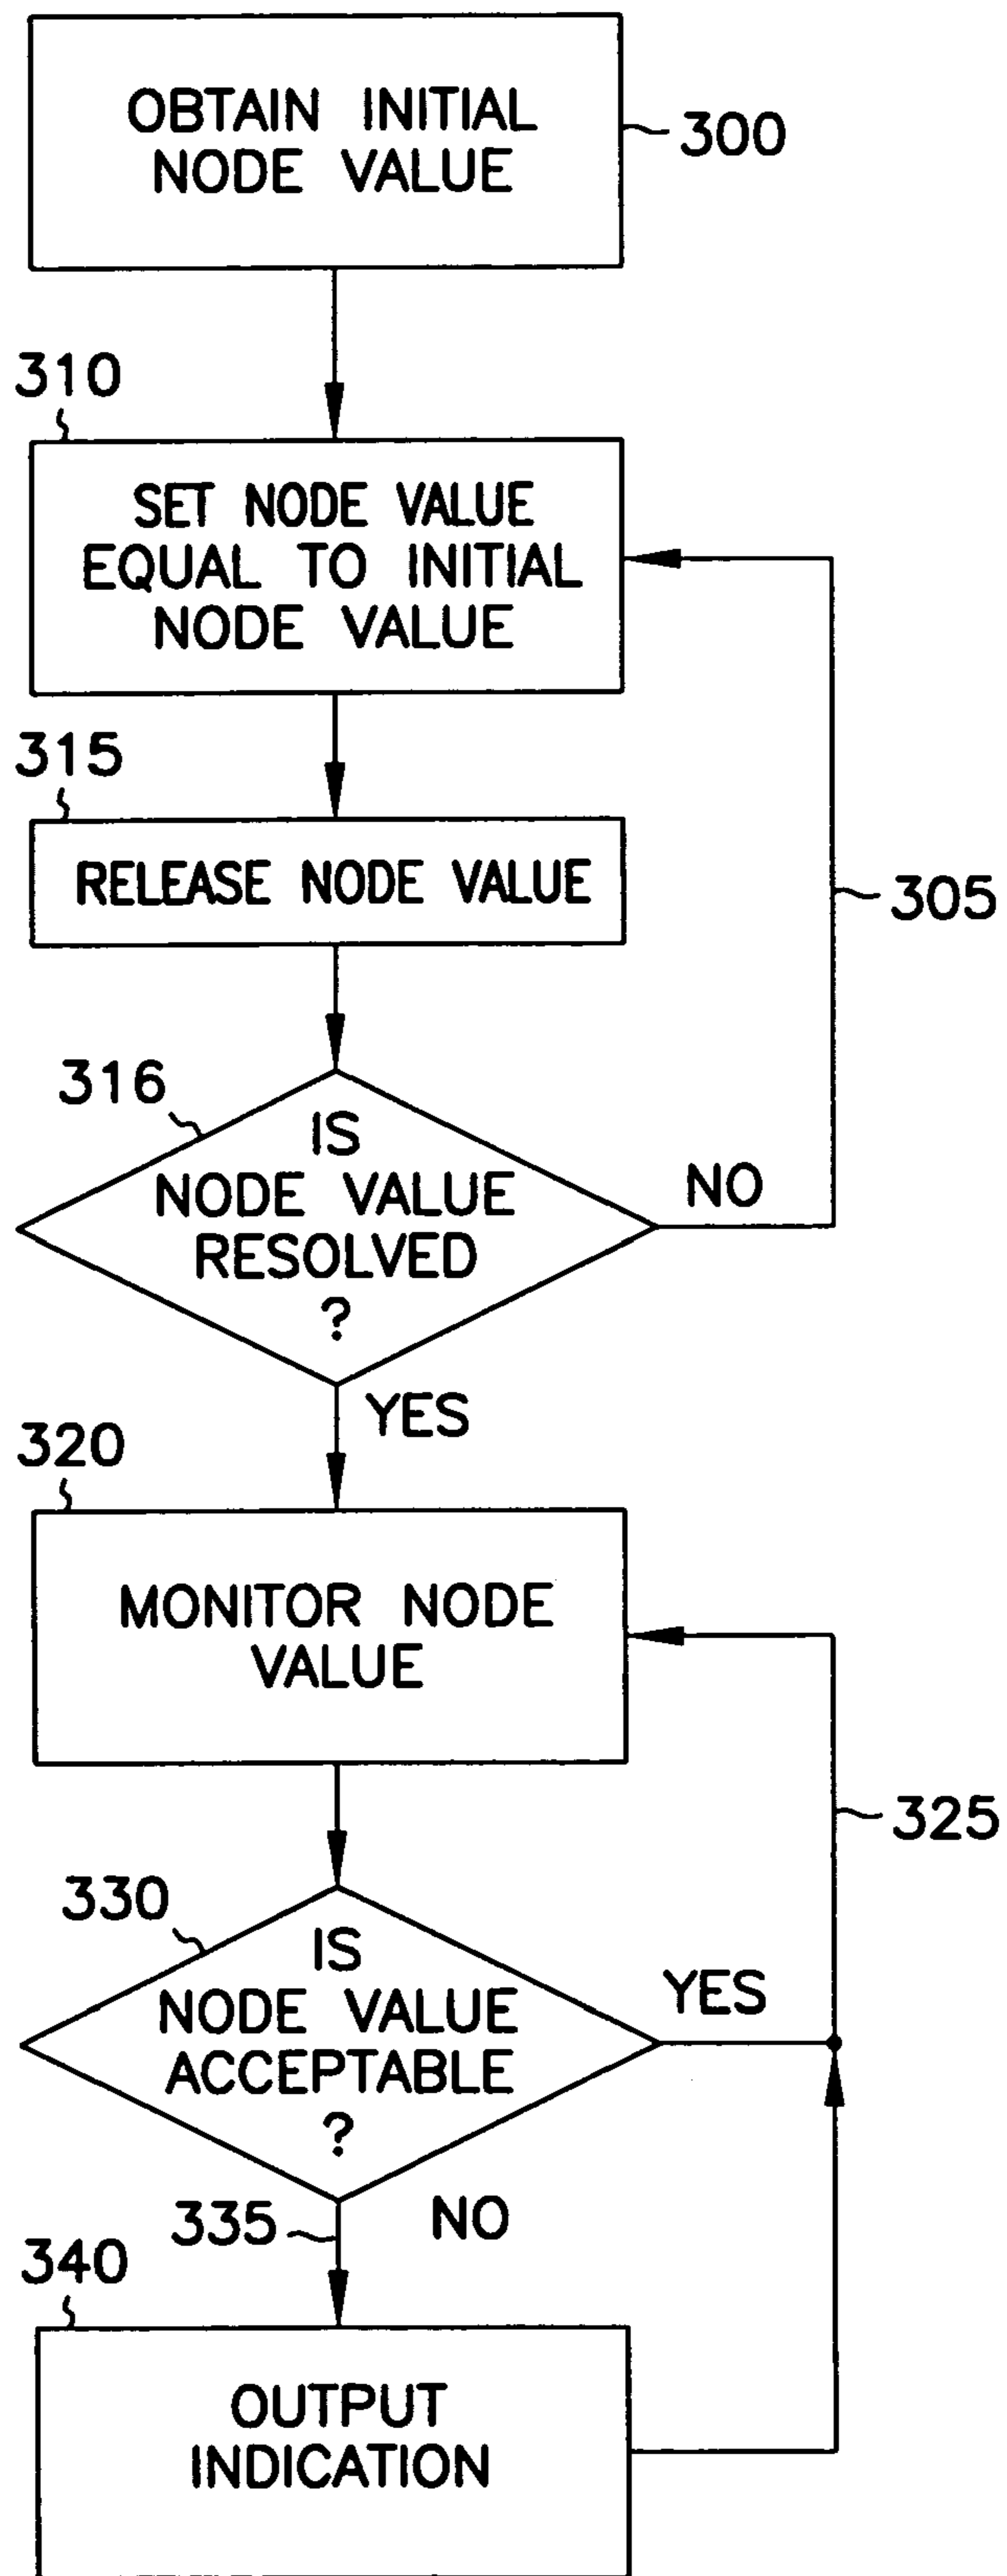 OBTAIN INITIAL
NODE VALUE
300
310
SET NODE VALUE
EQUAL TO INITIAL
NODE VALUE
315
RELEASE NODE VALUE
305
316
IS
NODE VALUE
RESOLVED
?
NO
YES
320
MONITOR NODE
VALUE
325
330
IS
NODE VALUE
ACCEPTABLE
?
YES
335
NO
340
OUTPUT
INDICATION